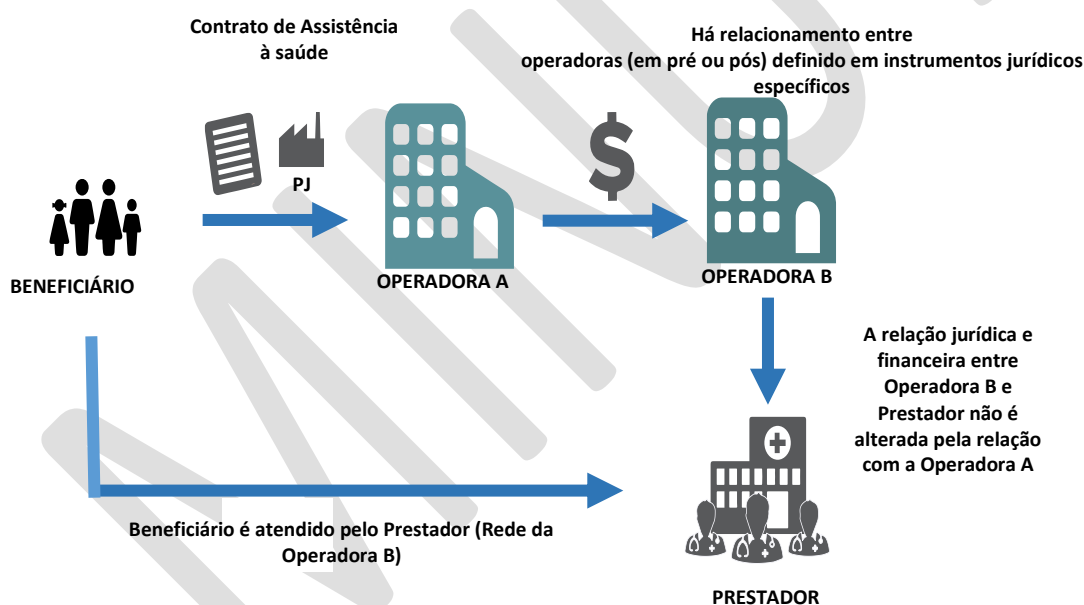 Contrato de Assistência
à saúde
Há relacionamento entre
operadoras (em pré ou pós) definido em instrumentos jurídicos
específicos
PJ
$
BENEFICIÁRIO
OPERADORA A
OPERADORA B
A relação jurídica e
financeira entre
Operadora B e
Prestador não é
alterada pela relação
com a Operadora A
Beneficiário é atendido pelo Prestador (Rede da
Operadora B)
PRESTADOR